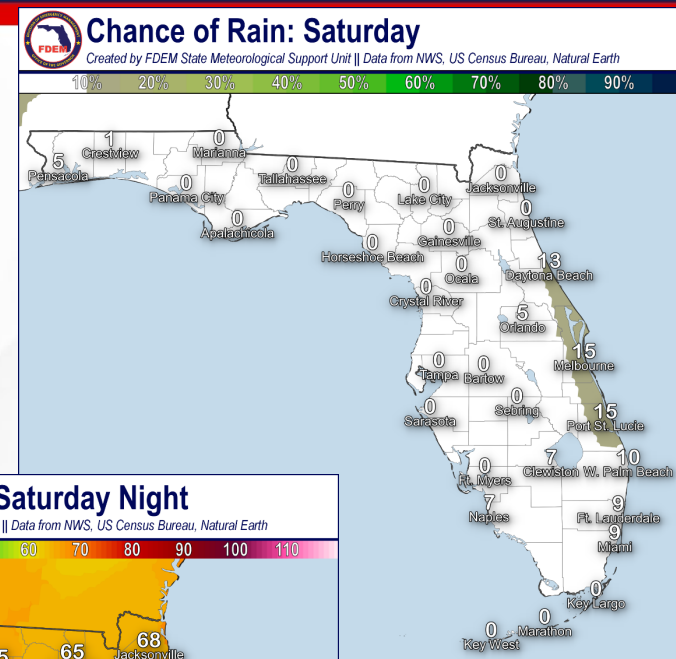 FDEM
Chance of Rain: Saturday
Created by FDEM State Meteorological Support Unit || Data from NWS, US Census Bureau, Natural Earth
10% 20% 30% 40% 50% 60% 70% 80% 90%
1
Crestview
0
Marianna
5
Pensacola
0
Tallahassee
0
Jacksonville
0
Panama City
0
Perry
0
Lake City
0
St. Augustine
0
Apalachicola
0
Gainesville
0
Horseshoe Beach
0
Ocala
13
Daytona Beach
0
Crystal River
5
Orlando
15
Melbourne
0
Tampa
0
Bartow
0
Sebring
0
Sarasota
15
Port St. Lucie
7
Clewiston
10
W. Palm Beach
0
Ft. Myers
7
Naples
9
Ft. Lauderdale
9
Miami
0
Key Largo
0
Marathon
0
Key West
Saturday Night
|| Data from NWS, US Census Bureau, Natural Earth
60 70 80 90 100 110
68
Jacksonville
65
5